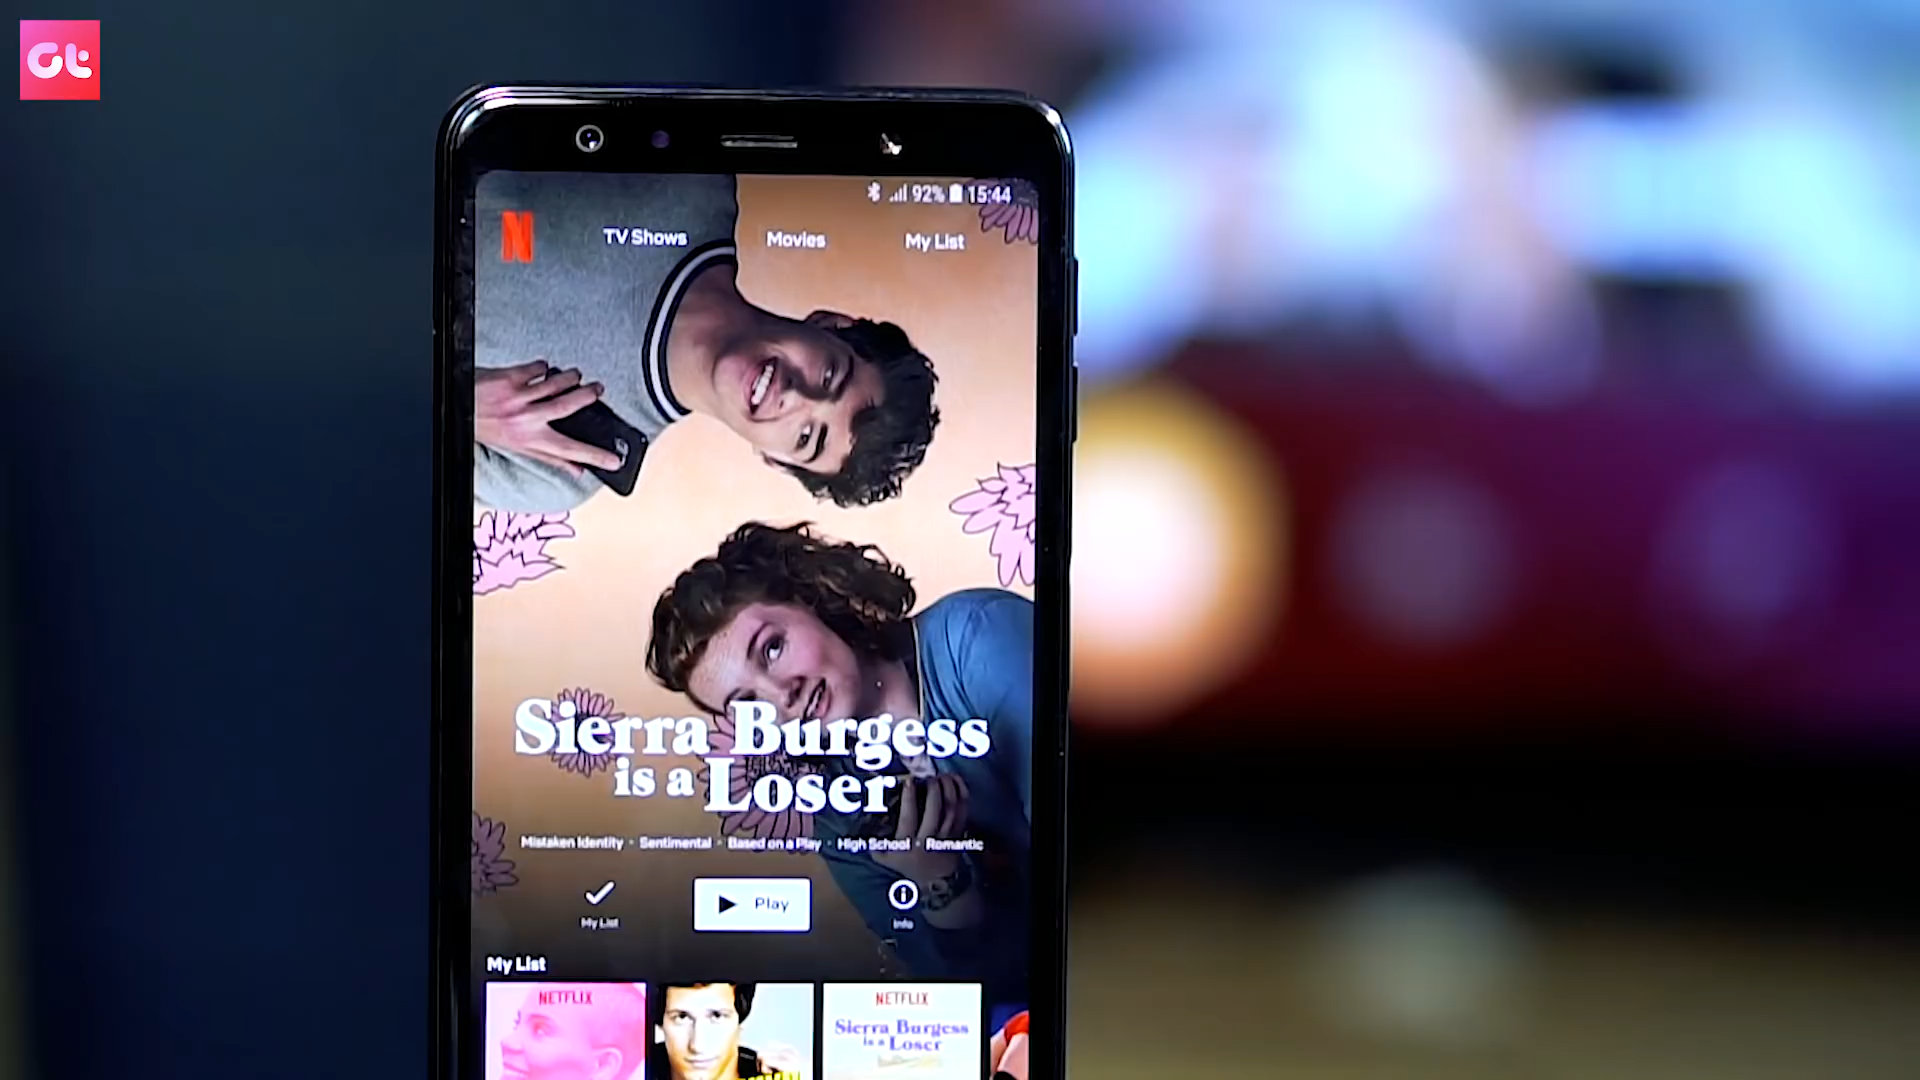 Gt
92% 15:44
N
TV Shows Movies My List
Sierra Burgess
is a Loser
Mistaken Identity · Sentimental · Based on a Play · High School · Romantic
My List Play Info
My List
NETFLIX
NETFLIX
Sierra Burgess
is a Loser